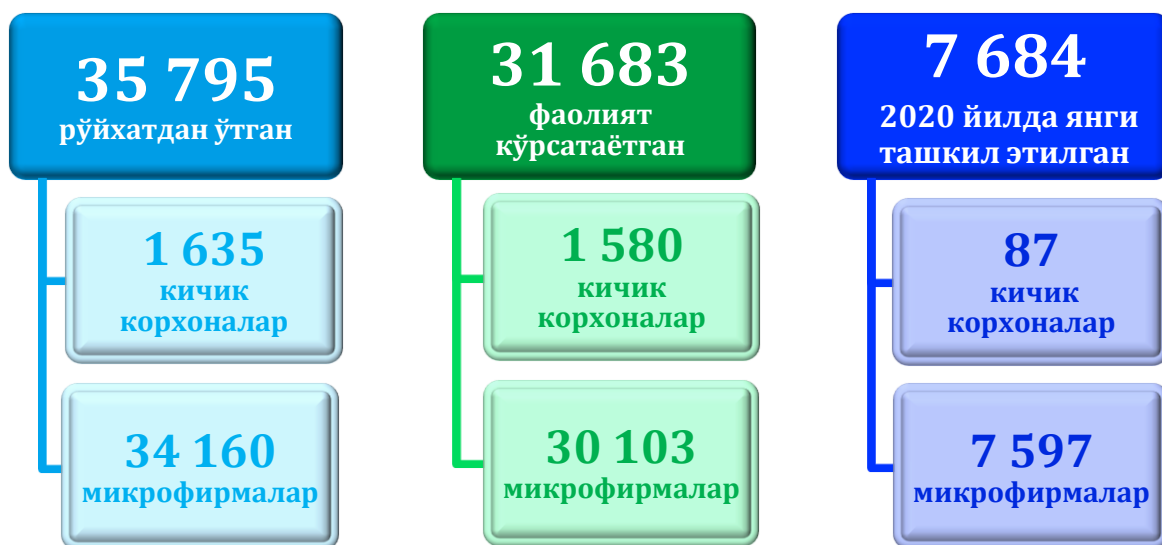 35 795
рўйхатдан ўтган
1 635
кичик
корхоналар
34 160
микрофирмалар
31 683
фаолият
кўрсатаётган
1 580
кичик
корхоналар
30 103
микрофирмалар
7 684
2020 йилда янги
ташкил этилган
87
кичик
корхоналар
7 597
микрофирмалар